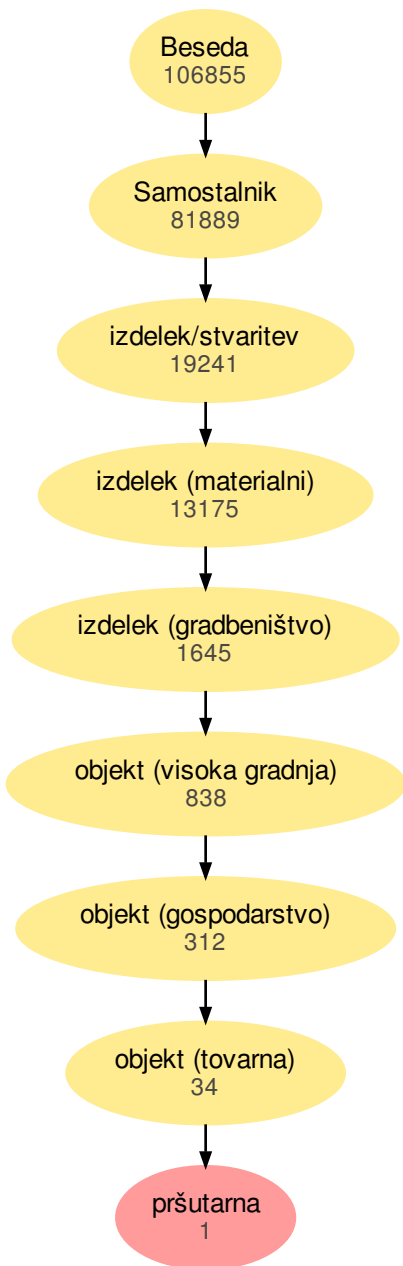 Beseda
106855
Samostalnik
81889
izdelek/stvaritev
19241
izdelek (materialni)
13175
izdelek (gradbeništvo)
1645
objekt (visoka gradnja)
838
objekt (gospodarstvo)
312
objekt (tovarna)
34
pršutarna
1